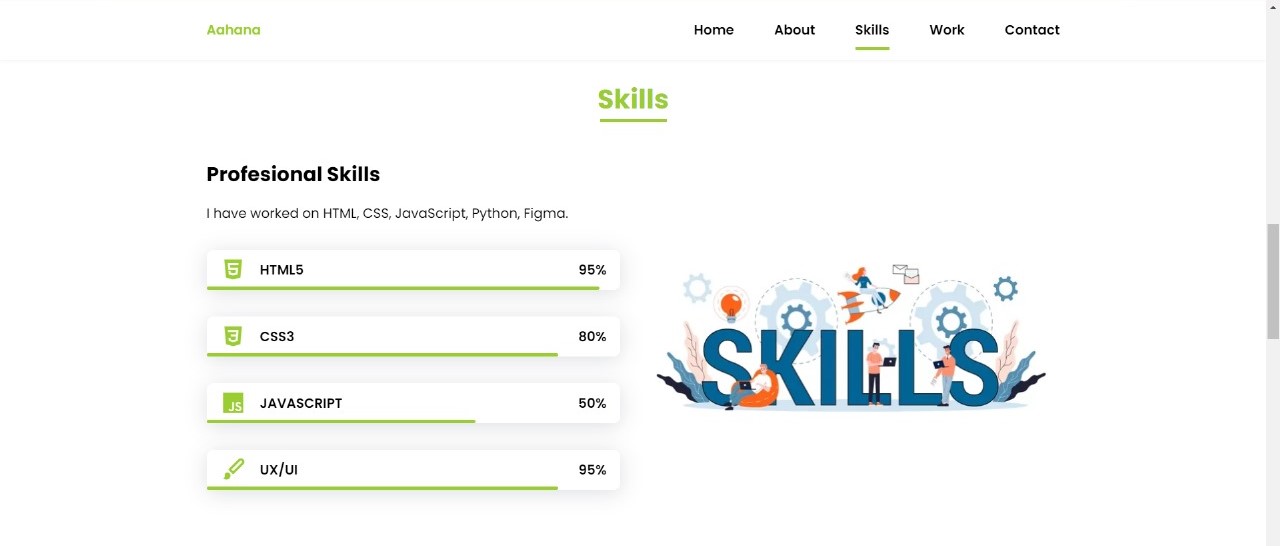 Aahana Home About Skills Work Contact
Skills
Profesional Skills
I have worked on HTML, CSS, JavaScript, Python, Figma.
HTML5 95%
CSS3 80%
JS JAVASCRIPT 50%
UX/UI 95%
SKILLS